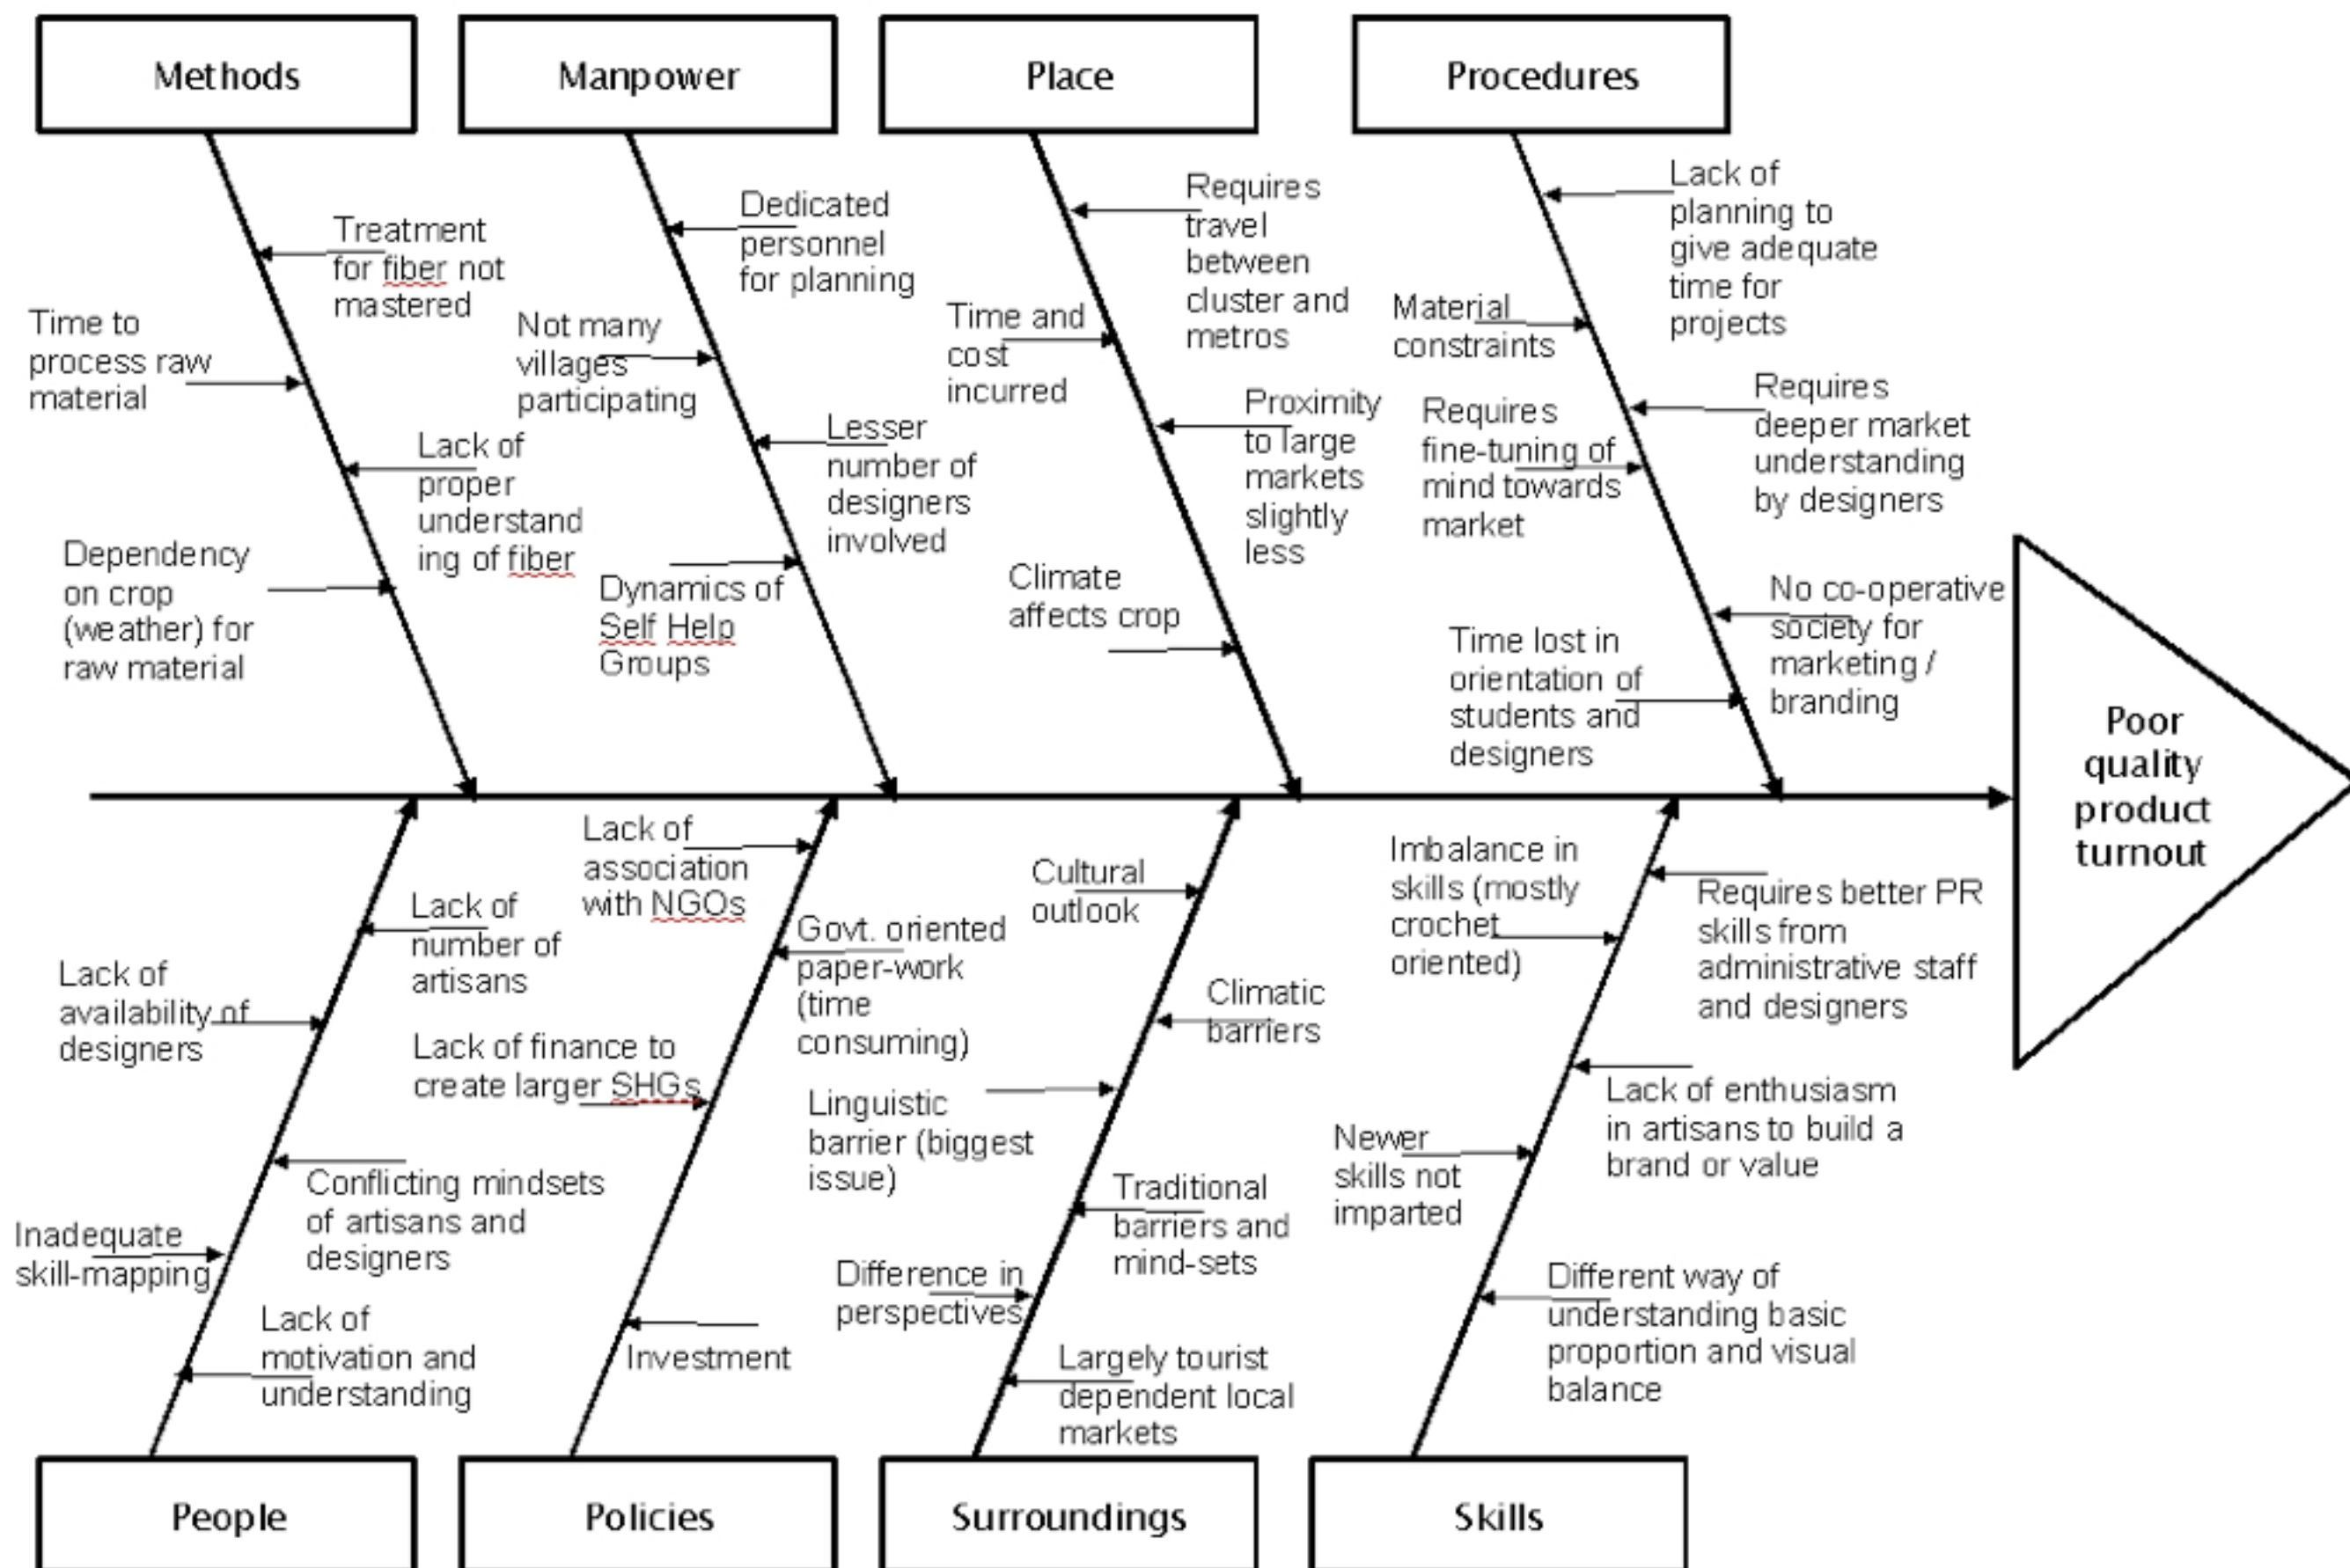 Methods
Manpower
Place
Procedures
Treatment
for fiber not
mastered
Time to
process raw
material
Lack of
proper
understand
ing of fiber
Dependency
on crop
(weather) for
raw material
Dedicated
personnel
for planning
Not many
villages
participating
Lesser
number of
designers
involved
Dynamics of
Self Help
Groups
Requires
travel
between
cluster and
metros
Time and
cost
incurred
Proximity
to large
markets
slightly
less
Climate
affects crop
Lack of
planning to
give adequate
time for
projects
Material
constraints
Requires
deeper market
understanding
by designers
Requires
fine-tuning of
mind towards
market
No co-operative
society for
marketing /
branding
Time lost in
orientation of
students and
designers
Poor
quality
product
turnout
Lack of
number of
artisans
Lack of
availability of
designers
Conflicting mindsets
of artisans and
designers
Inadequate
skill-mapping
Lack of
motivation and
understanding
Lack of
association
with NGOs
Govt. oriented
paper-work
(time
consuming)
Lack of finance to
create larger SHGs
Investment
Cultural
outlook
Climatic
barriers
Linguistic
barrier (biggest
issue)
Traditional
barriers and
mind-sets
Difference in
perspectives
Largely tourist
dependent local
markets
Imbalance in
skills (mostly
crochet
oriented)
Requires better PR
skills from
administrative staff
and designers
Lack of enthusiasm
in artisans to build a
brand or value
Newer
skills not
imparted
Different way of
understanding basic
proportion and visual
balance
People
Policies
Surroundings
Skills